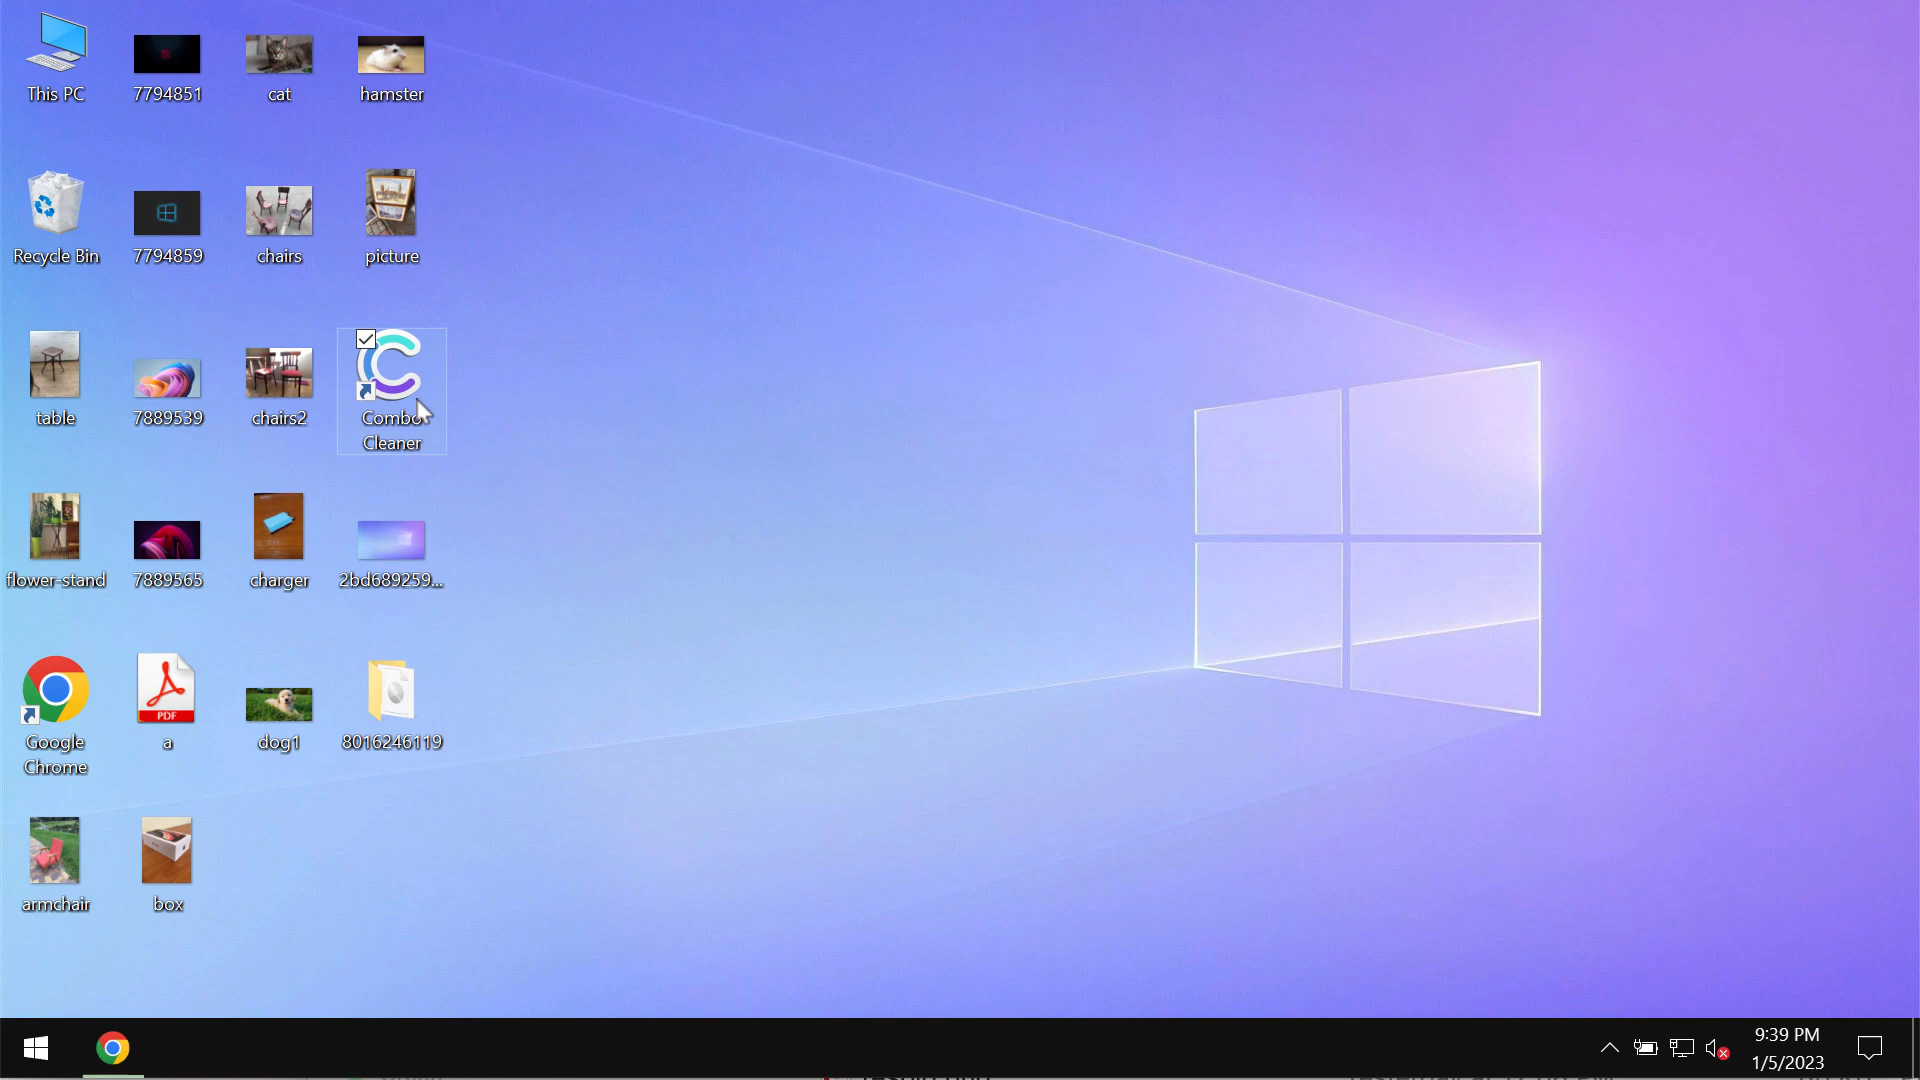 This PC
7794851
cat
hamster
Recycle Bin
7794859
chairs
picture
table
7889539
chairs2
Combo
Cleaner
flower-stand
7889565
charger
2bd689259...
Google
Chrome
PDF
a
dog1
8016246119
armchair
box
9:39 PM
1/5/2023